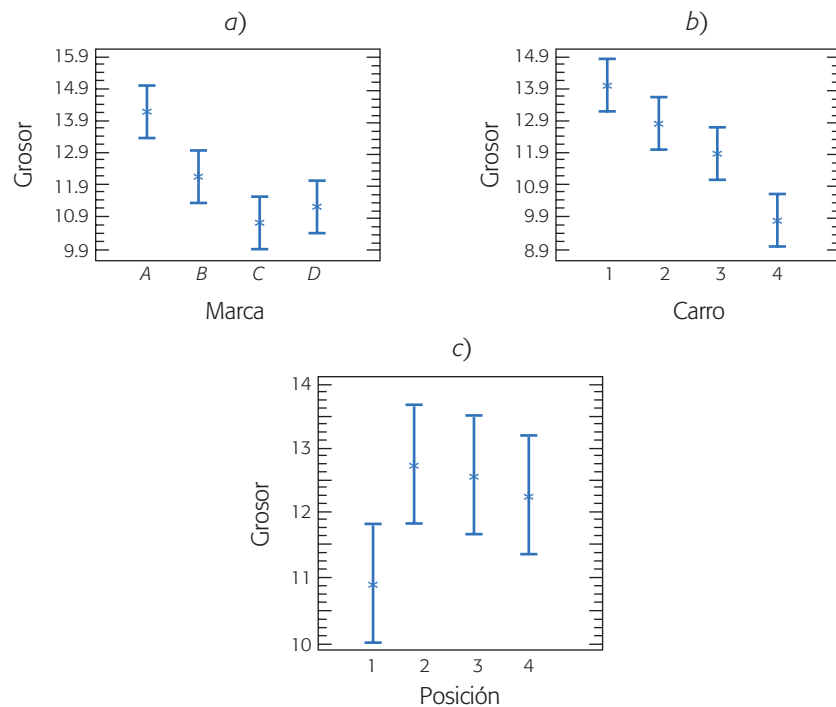 a)
15.9
14.9
13.9
12.9
11.9
10.9
9.9
Grosor
A B C D
Marca
b)
14.9
13.9
12.9
11.9
10.9
9.9
8.9
Grosor
1 2 3 4
Carro
c)
14
13
12
11
10
Grosor
1 2 3 4
Posición